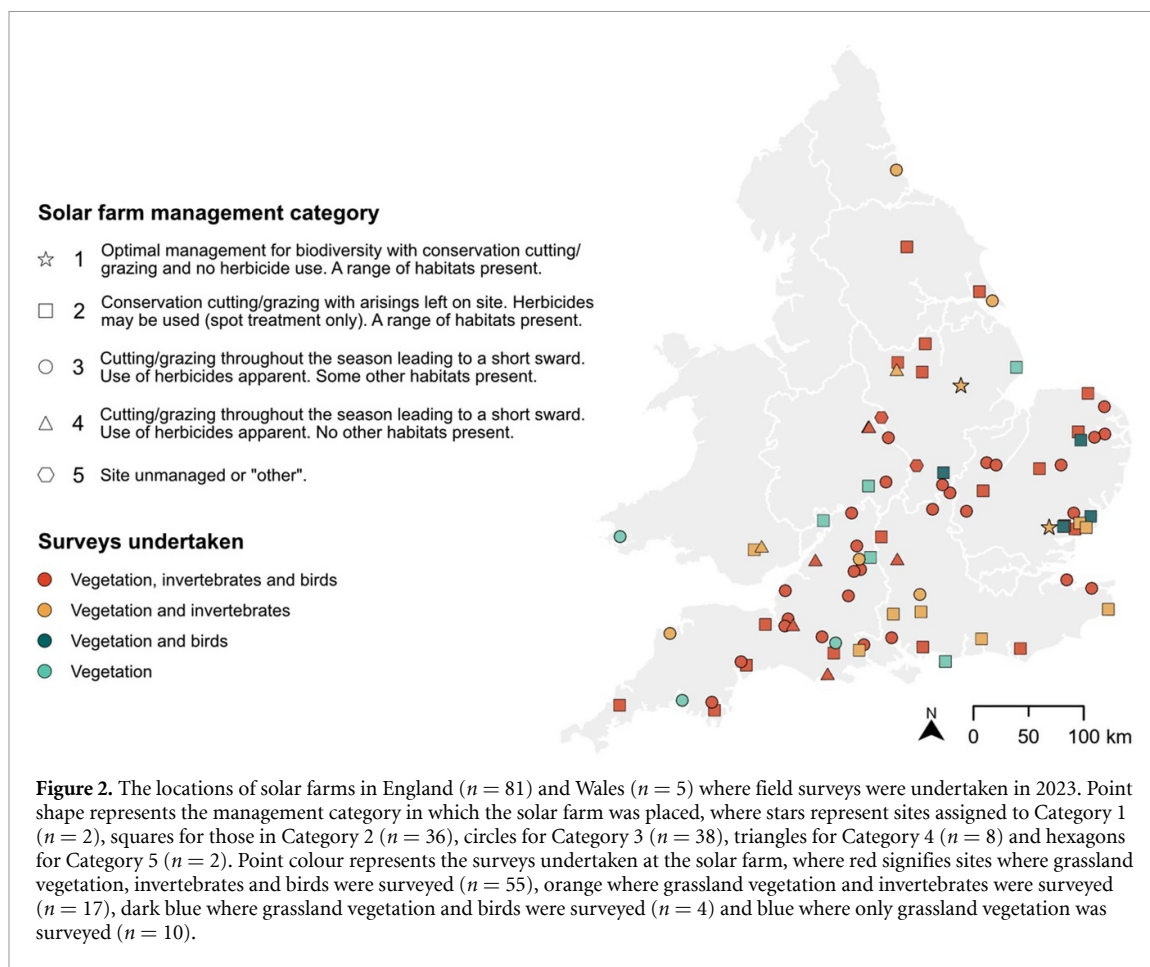 Solar farm management category
1 Optimal management for biodiversity with conservation cutting/
grazing and no herbicide use. A range of habitats present.
2 Conservation cutting/grazing with arisings left on site. Herbicides
may be used (spot treatment only). A range of habitats present.
3 Cutting/grazing throughout the season leading to a short sward.
Use of herbicides apparent. Some other habitats present.
4 Cutting/grazing throughout the season leading to a short sward.
Use of herbicides apparent. No other habitats present.
5 Site unmanaged or "other".
Surveys undertaken
Vegetation, invertebrates and birds
Vegetation and invertebrates
Vegetation and birds
Vegetation
N
0 50 100 km
Figure 2. The locations of solar farms in England (n = 81) and Wales (n = 5) where field surveys were undertaken in 2023. Point
shape represents the management category in which the solar farm was placed, where stars represent sites assigned to Category 1
(n = 2), squares for those in Category 2 (n = 36), circles for Category 3 (n = 38), triangles for Category 4 (n = 8) and hexagons
for Category 5 (n = 2). Point colour represents the surveys undertaken at the solar farm, where red signifies sites where grassland
vegetation, invertebrates and birds were surveyed (n = 55), orange where grassland vegetation and invertebrates were surveyed
(n = 17), dark blue where grassland vegetation and birds were surveyed (n = 4) and blue where only grassland vegetation was
surveyed (n = 10).